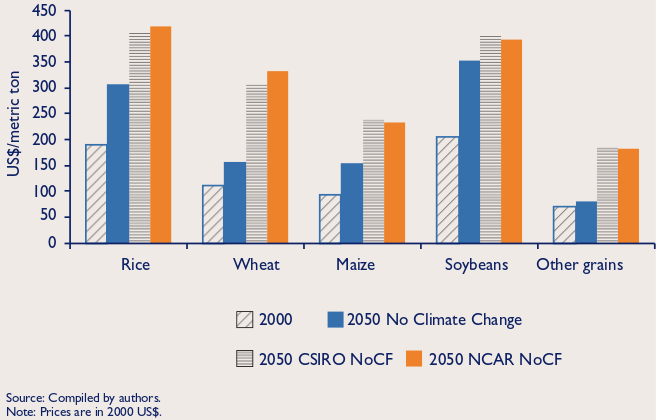 450
400
350
300
250
200
150
100
50
0
US$/metric ton
Rice Wheat Maize Soybeans Other grains
2000 2050 No Climate Change
2050 CSIRO NoCF 2050 NCAR NoCF
Source: Compiled by authors.
Note: Prices are in 2000 US$.